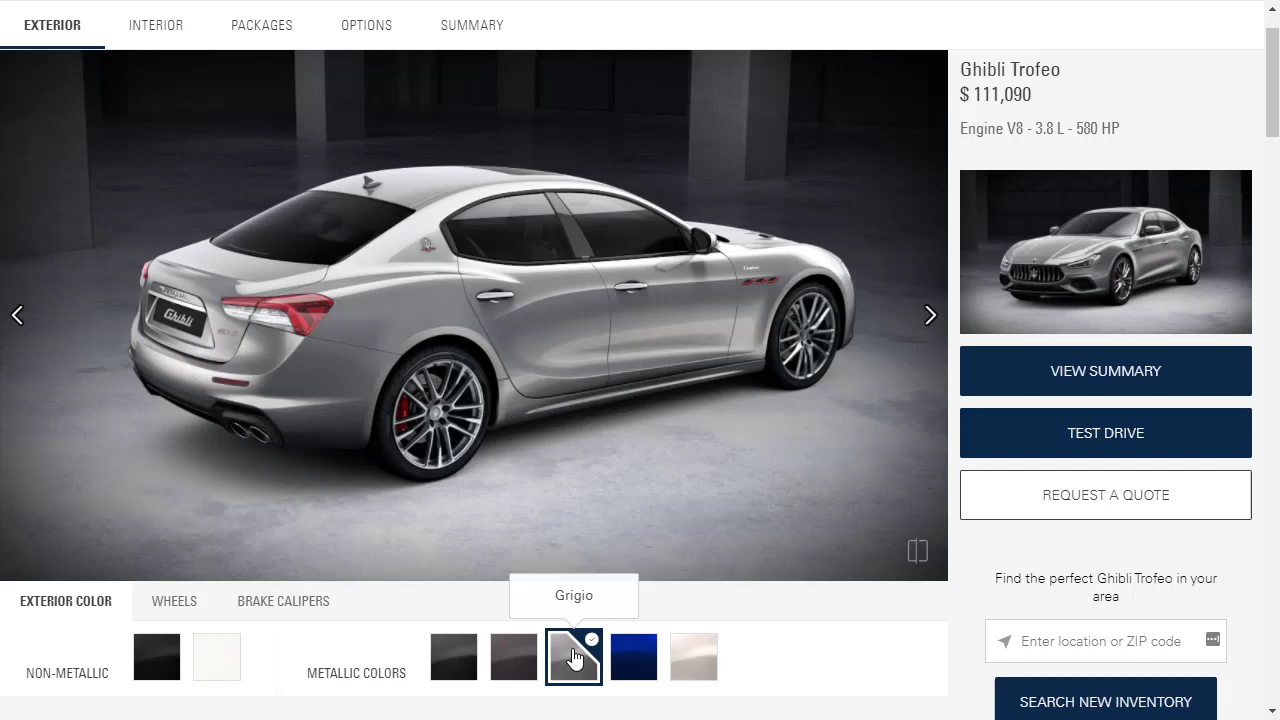 EXTERIOR
INTERIOR
PACKAGES
OPTIONS
SUMMARY
Ghibli Trofeo
$ 111,090
Engine V8 - 3.8 L - 580 HP
Ghibli
VIEW SUMMARY
TEST DRIVE
REQUEST A QUOTE
Find the perfect Ghibli Trofeo in your
area
Enter location or ZIP code
SEARCH NEW INVENTORY
EXTERIOR COLOR
WHEELS
BRAKE CALIPERS
Grigio
NON-METALLIC
METALLIC COLORS